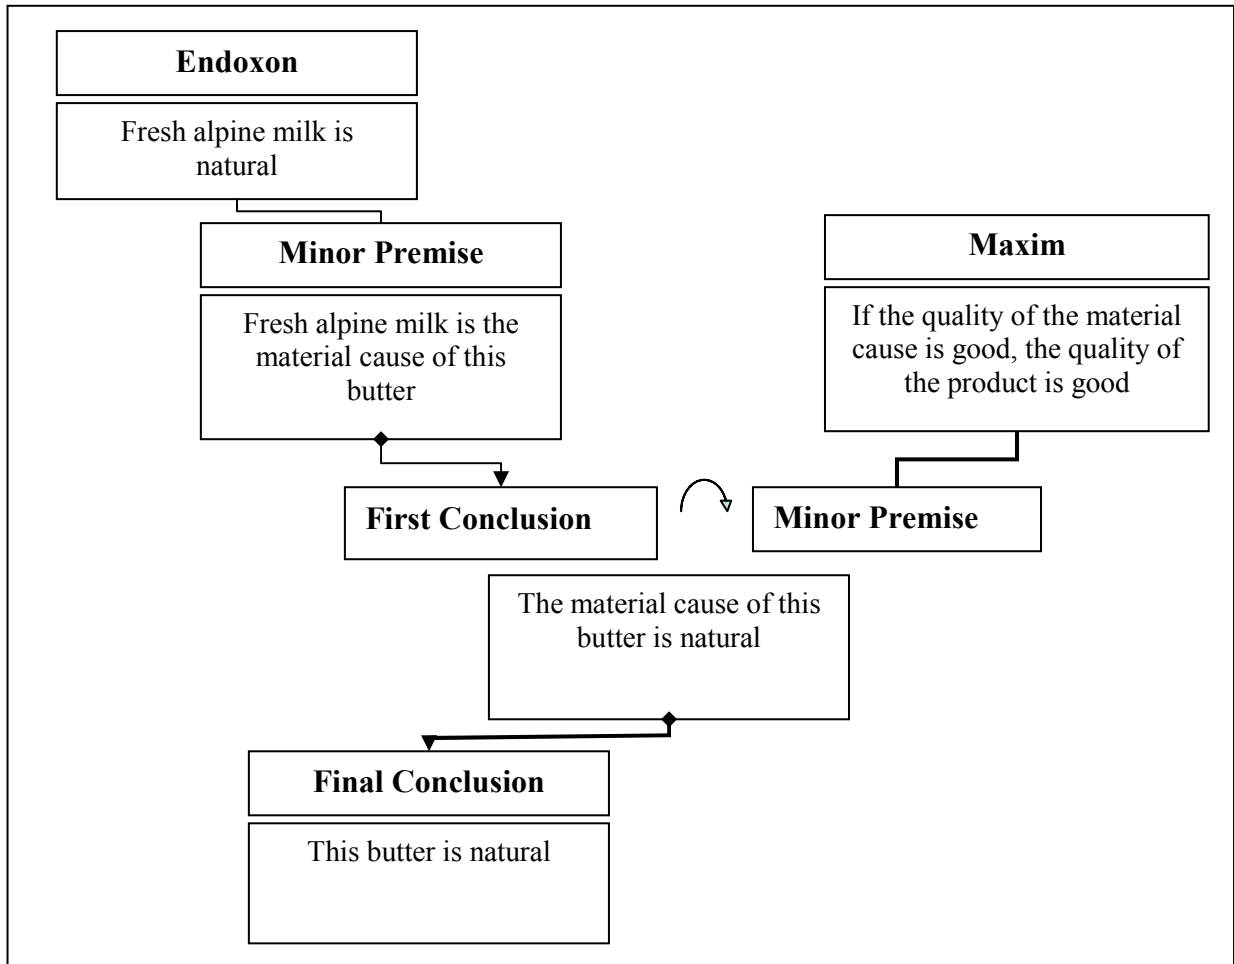 Endoxon
Fresh alpine milk is
natural
Minor Premise
Fresh alpine milk is the
material cause of this
butter
Maxim
If the quality of the material
cause is good, the quality of
the product is good
First Conclusion
Minor Premise
The material cause of this
butter is natural
Final Conclusion
This butter is natural